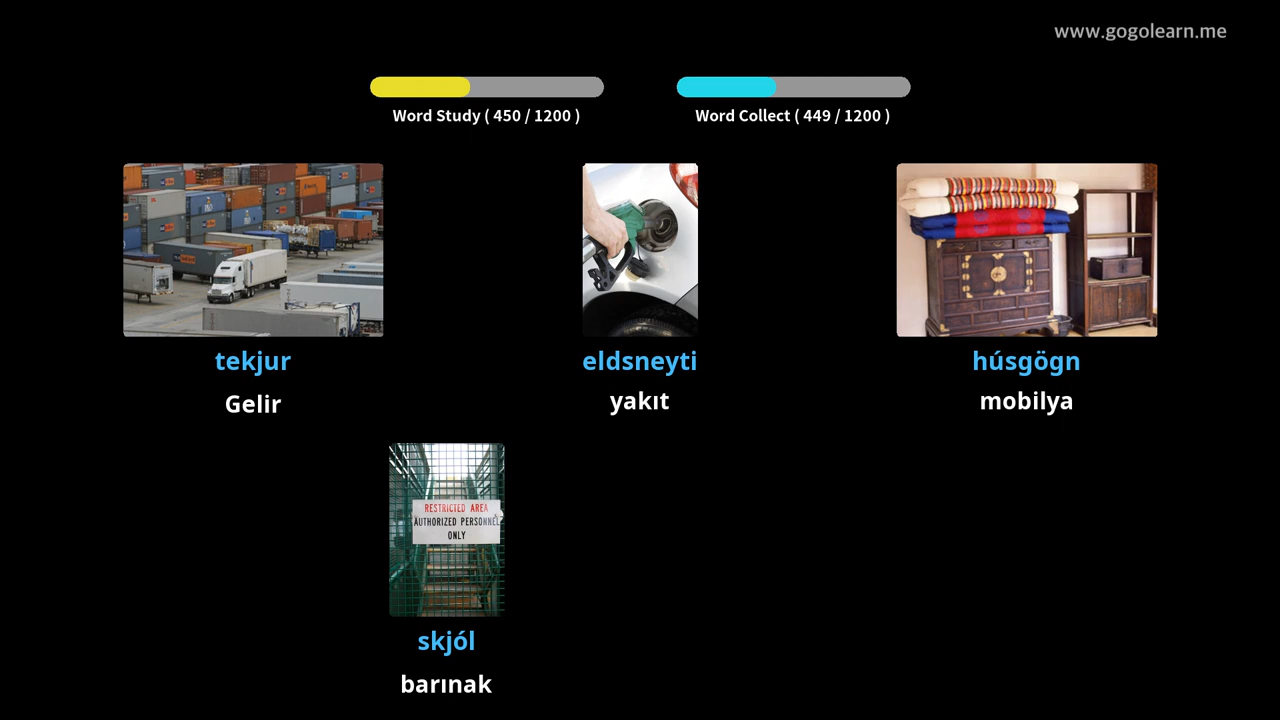 www.gogolearn.me
Word Study ( 450 / 1200 )
Word Collect ( 449 / 1200 )
tekjur
Gelir
eldsneyti
yakıt
húsgögn
mobilya
RESTRICTED AREA
AUTHORIZED PERSONNEL
ONLY
skjól
barınak